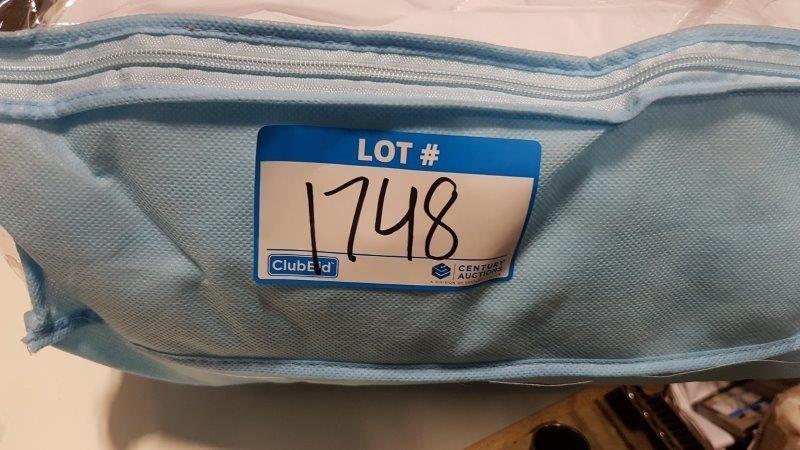 LOT #
1748
ClubBid
CENTURY
AUCTIONS